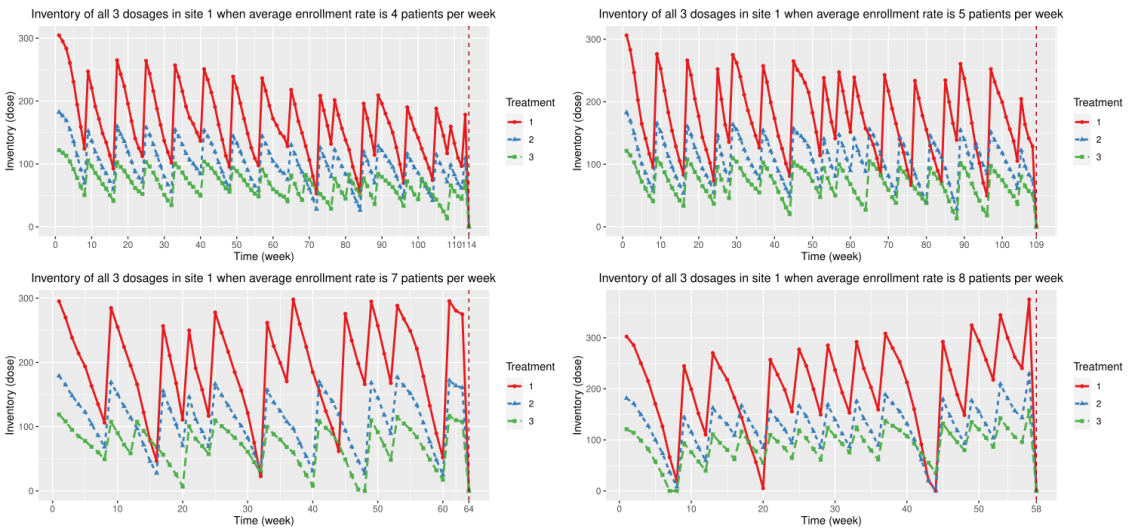 Inventory of all 3 dosages in site 1 when average enrollment rate is 4 patients per week
300
200
100
0
Inventory (dose)
0 10 20 30 40 50 60 70 80 90 100 110 114
Time (week)
Treatment
1
2
3
Inventory of all 3 dosages in site 1 when average enrollment rate is 5 patients per week
300
200
100
0
Inventory (dose)
0 10 20 30 40 50 60 70 80 90 100 109
Time (week)
Treatment
1
2
3
Inventory of all 3 dosages in site 1 when average enrollment rate is 7 patients per week
300
200
100
0
Inventory (dose)
0 10 20 30 40 50 60 64
Time (week)
Treatment
1
2
3
Inventory of all 3 dosages in site 1 when average enrollment rate is 8 patients per week
300
200
100
0
Inventory (dose)
0 10 20 30 40 50 58
Time (week)
Treatment
1
2
3